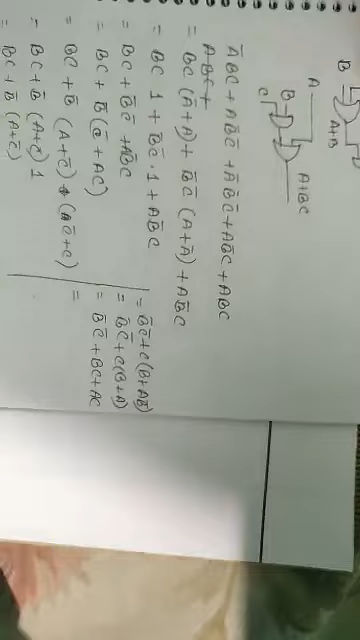 B
A+B
A
B
C
A+BC
A̅BC + AB̅C̅ + A̅B̅C̅ + AB̅C + ABC
= BC (A̅+A) + B̅C̅ (A+A̅) + AB̅C
= BC 1 + B̅C̅.1 + AB̅C
= BC + B̅C̅ + AB̅C
= BC + B̅(C̅ + AC)
= BC + B̅ (A+C̅) + (C̅+C)
= BC + B̅ (A+C̅) 1
= BC + B̅ (A+C̅)
= B̅C̅ + C(B+AB̅)
= B̅C̅ + C(B+A)
= B̅C̅ + BC + AC
=